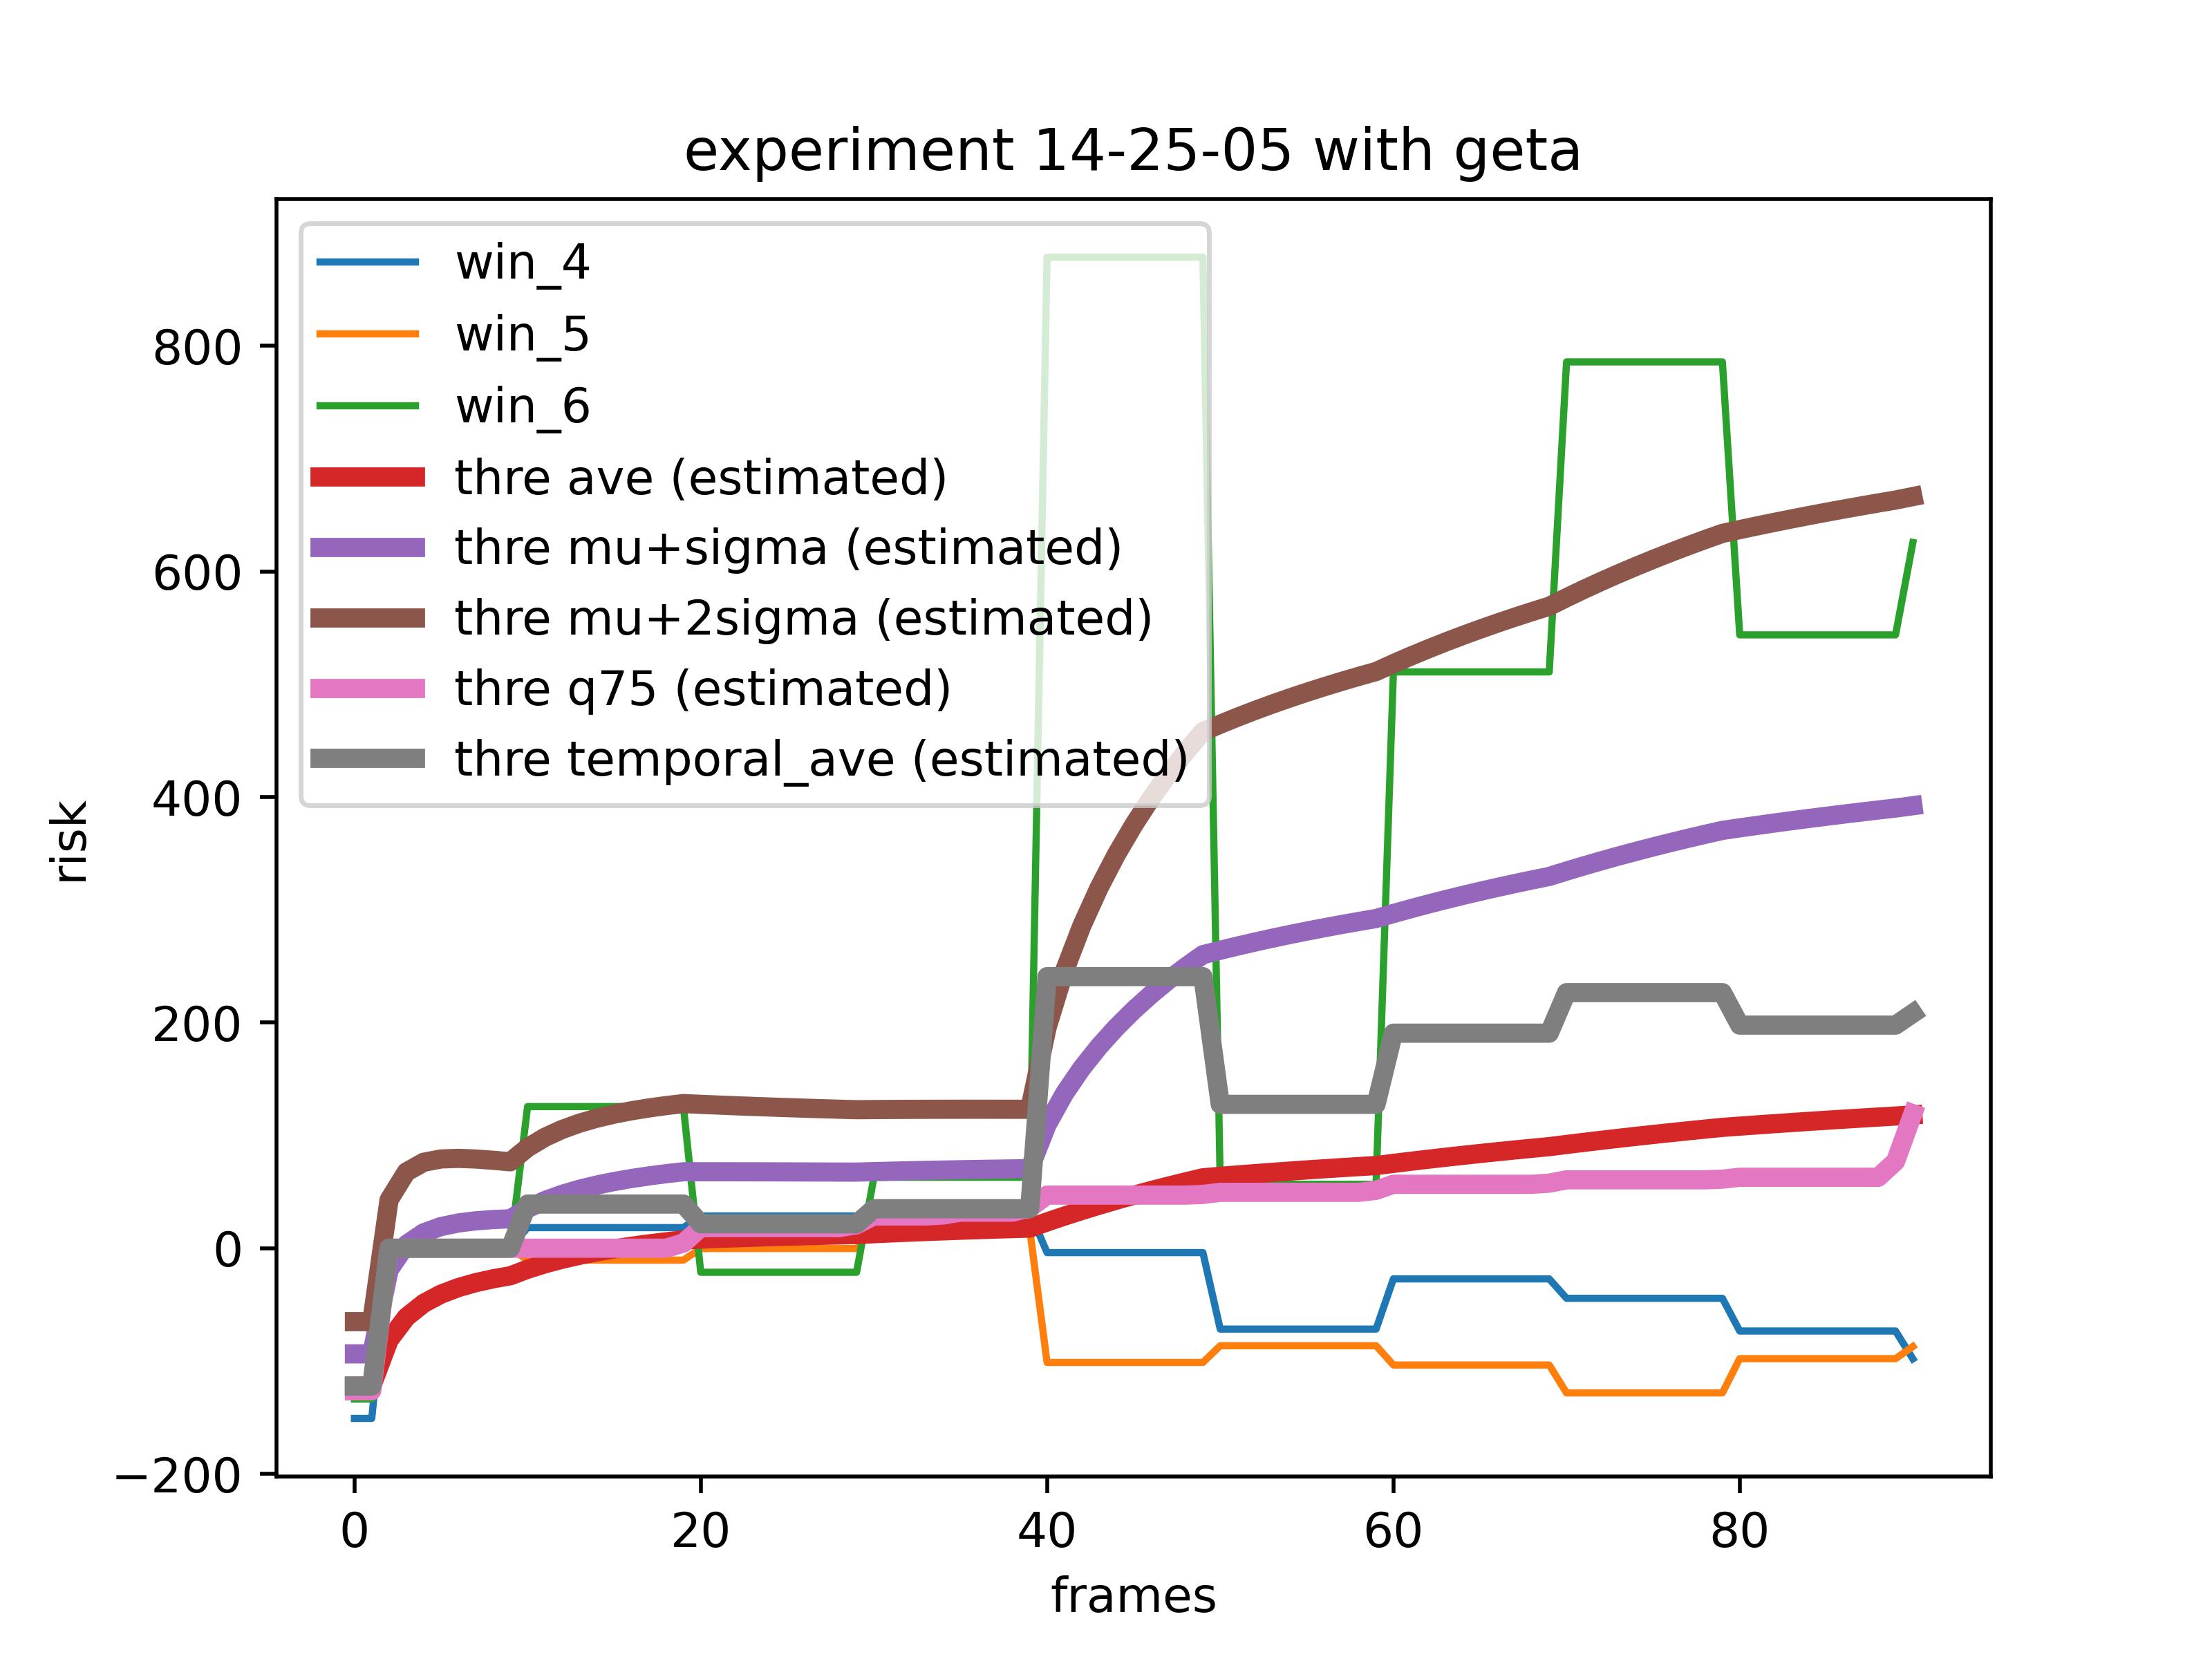 experiment 14-25-05 with geta
win_4
win_5
win_6
thre ave (estimated)
thre mu+sigma (estimated)
thre mu+2sigma (estimated)
thre q75 (estimated)
thre temporal_ave (estimated)
800
600
400
200
0
−200
risk
0 20 40 60 80
frames